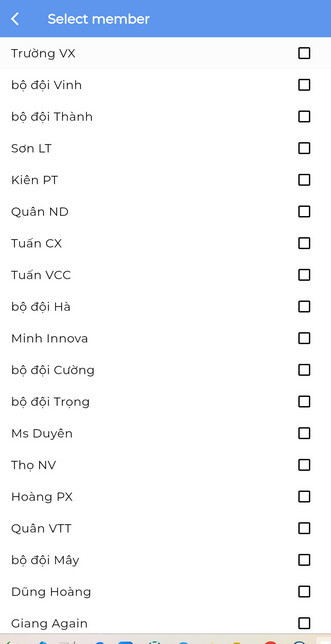 Select member
Trường VX
bộ đội Vinh
bộ đội Thành
Sơn LT
Kiên PT
Quân ND
Tuấn CX
Tuấn VCC
bộ đội Hà
Minh Innova
bộ đội Cường
bộ đội Trọng
Ms Duyên
Thọ NV
Hoàng PX
Quân VTT
bộ đội Mây
Dũng Hoàng
Giang Again